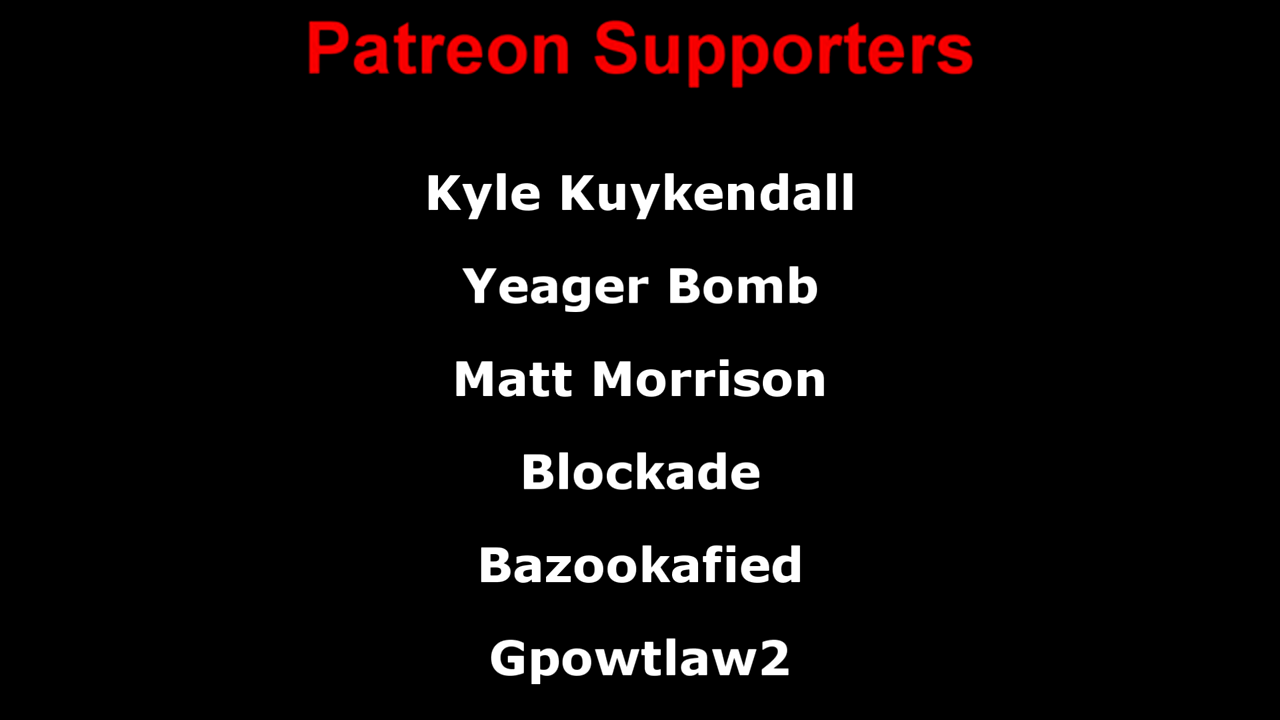 Patreon Supporters
Kyle Kuykendall
Yeager Bomb
Matt Morrison
Blockade
Bazookafied
Gpowtlaw2